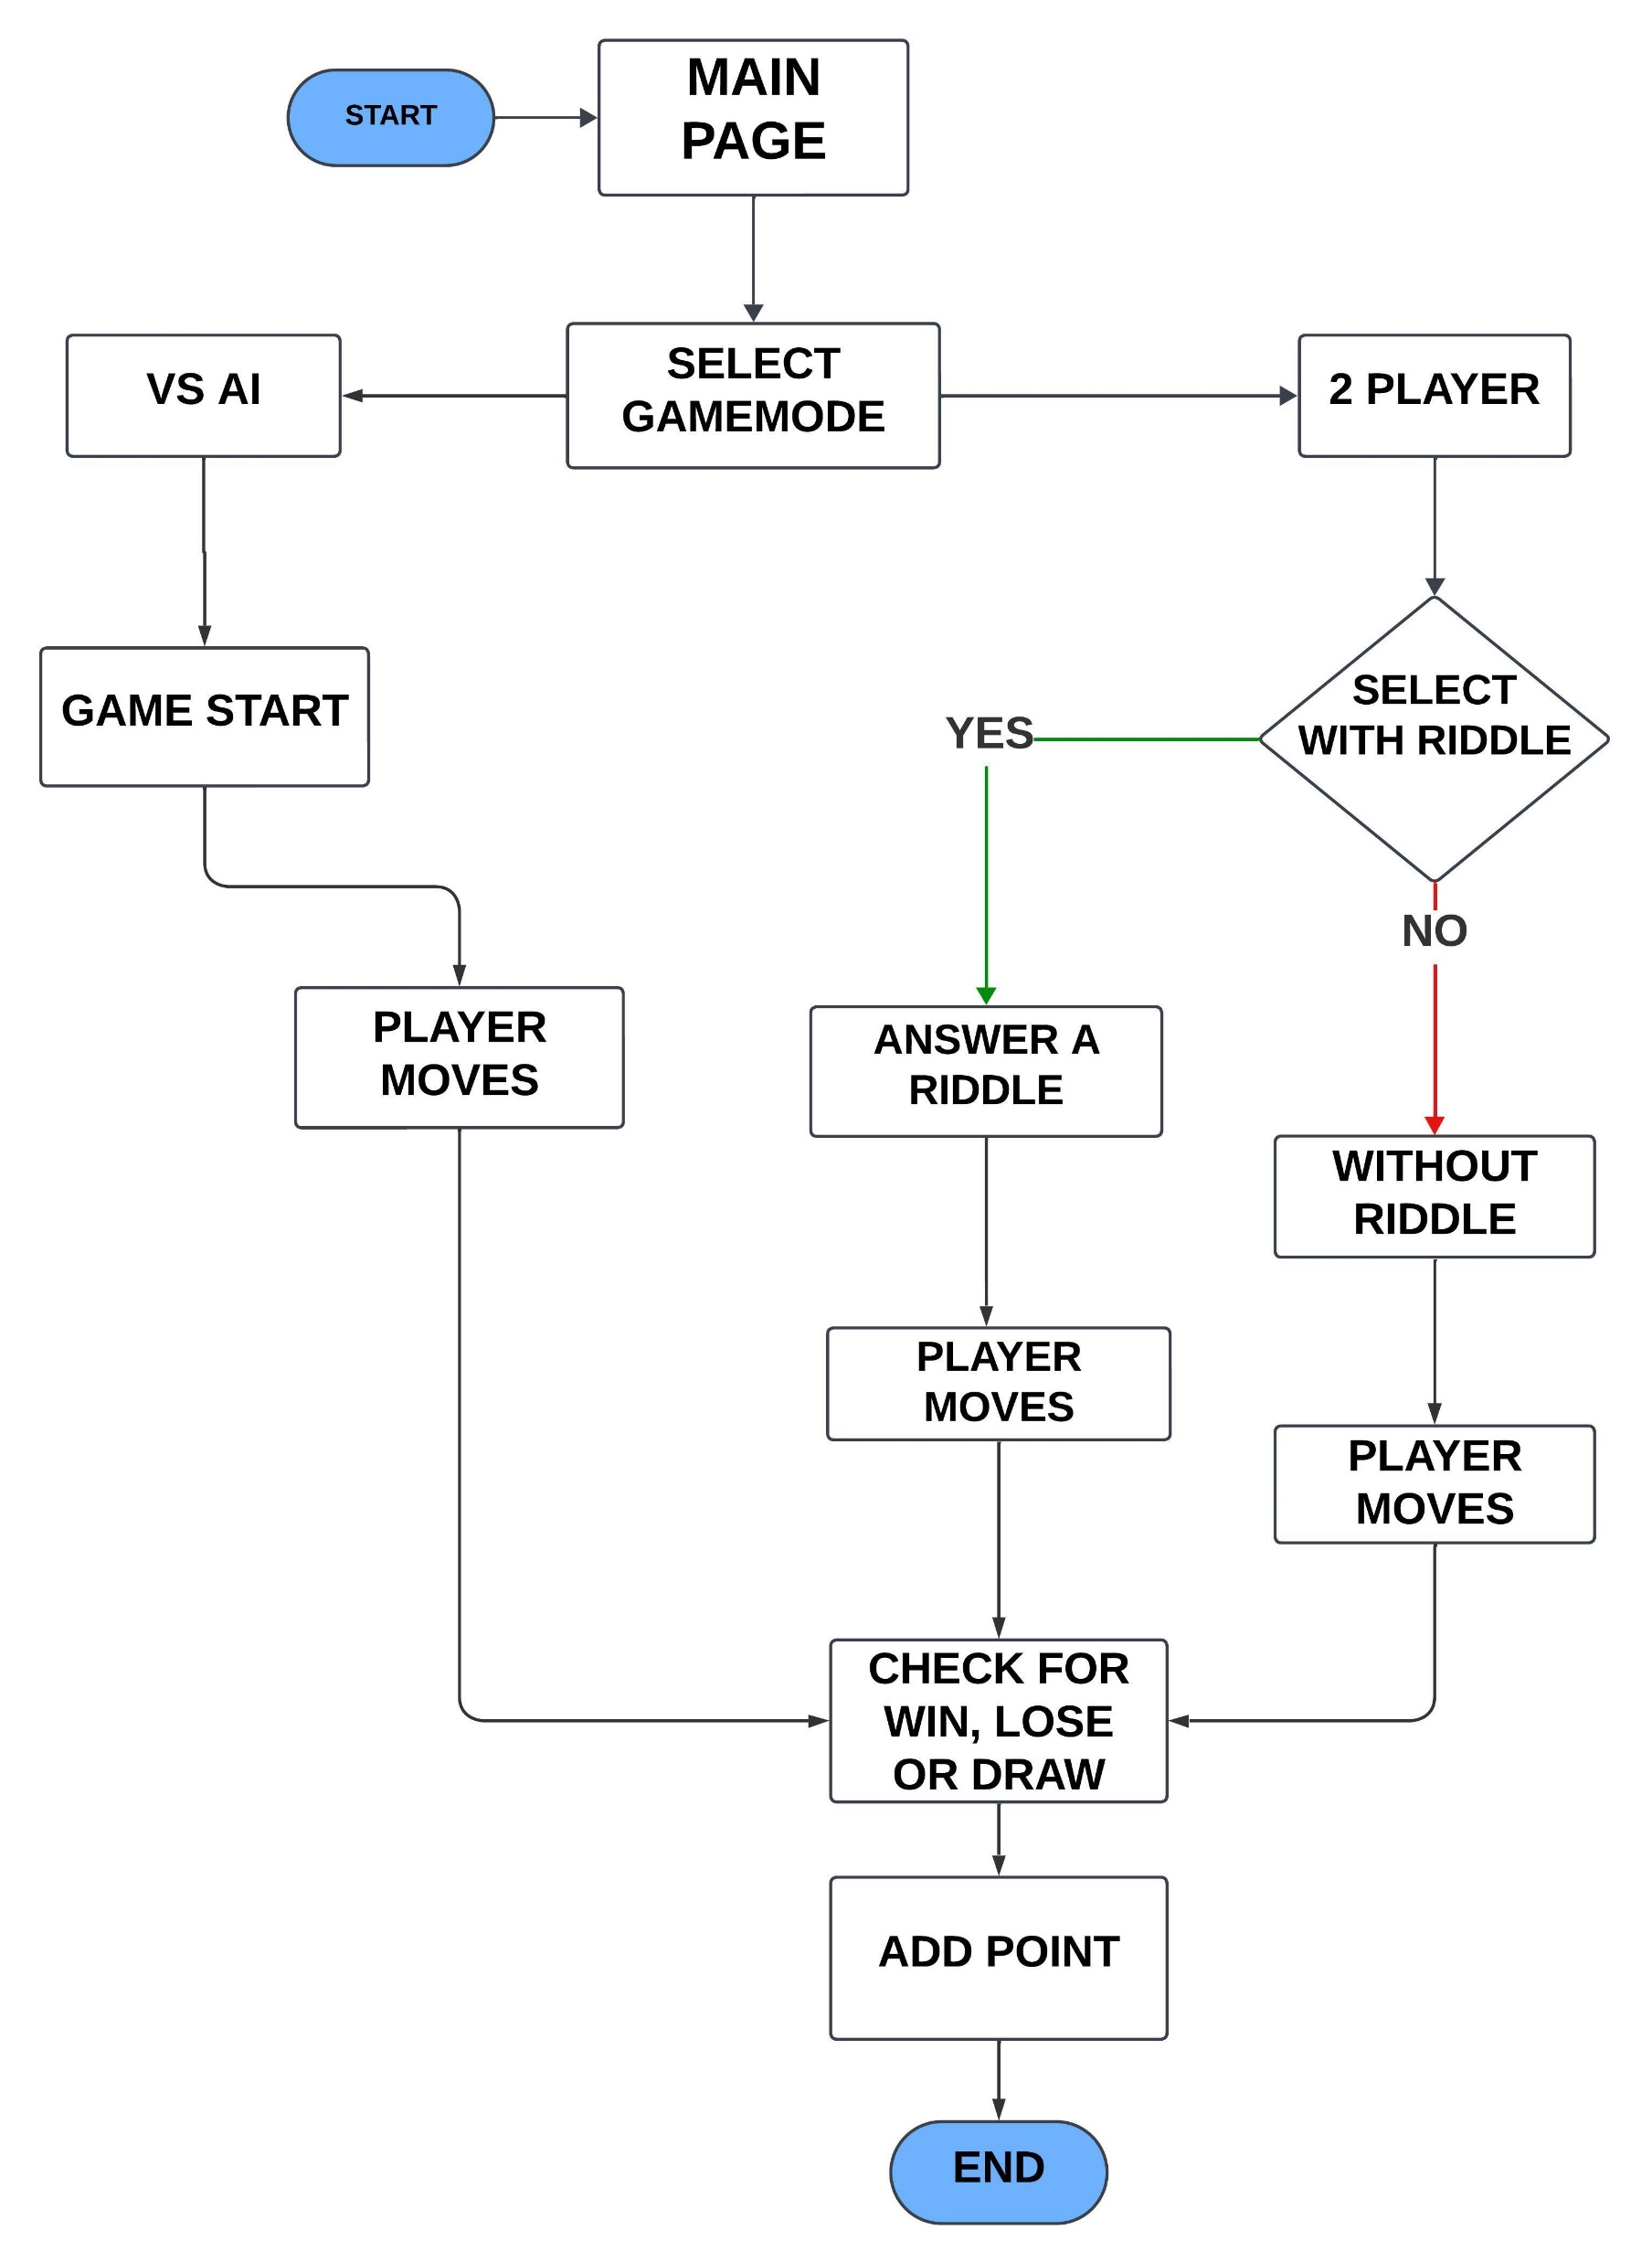 START
MAIN
PAGE
VS AI
SELECT
GAMEMODE
2 PLAYER
GAME START
SELECT
WITH RIDDLE
YES
NO
PLAYER
MOVES
ANSWER A
RIDDLE
WITHOUT
RIDDLE
PLAYER
MOVES
PLAYER
MOVES
CHECK FOR
WIN, LOSE
OR DRAW
ADD POINT
END